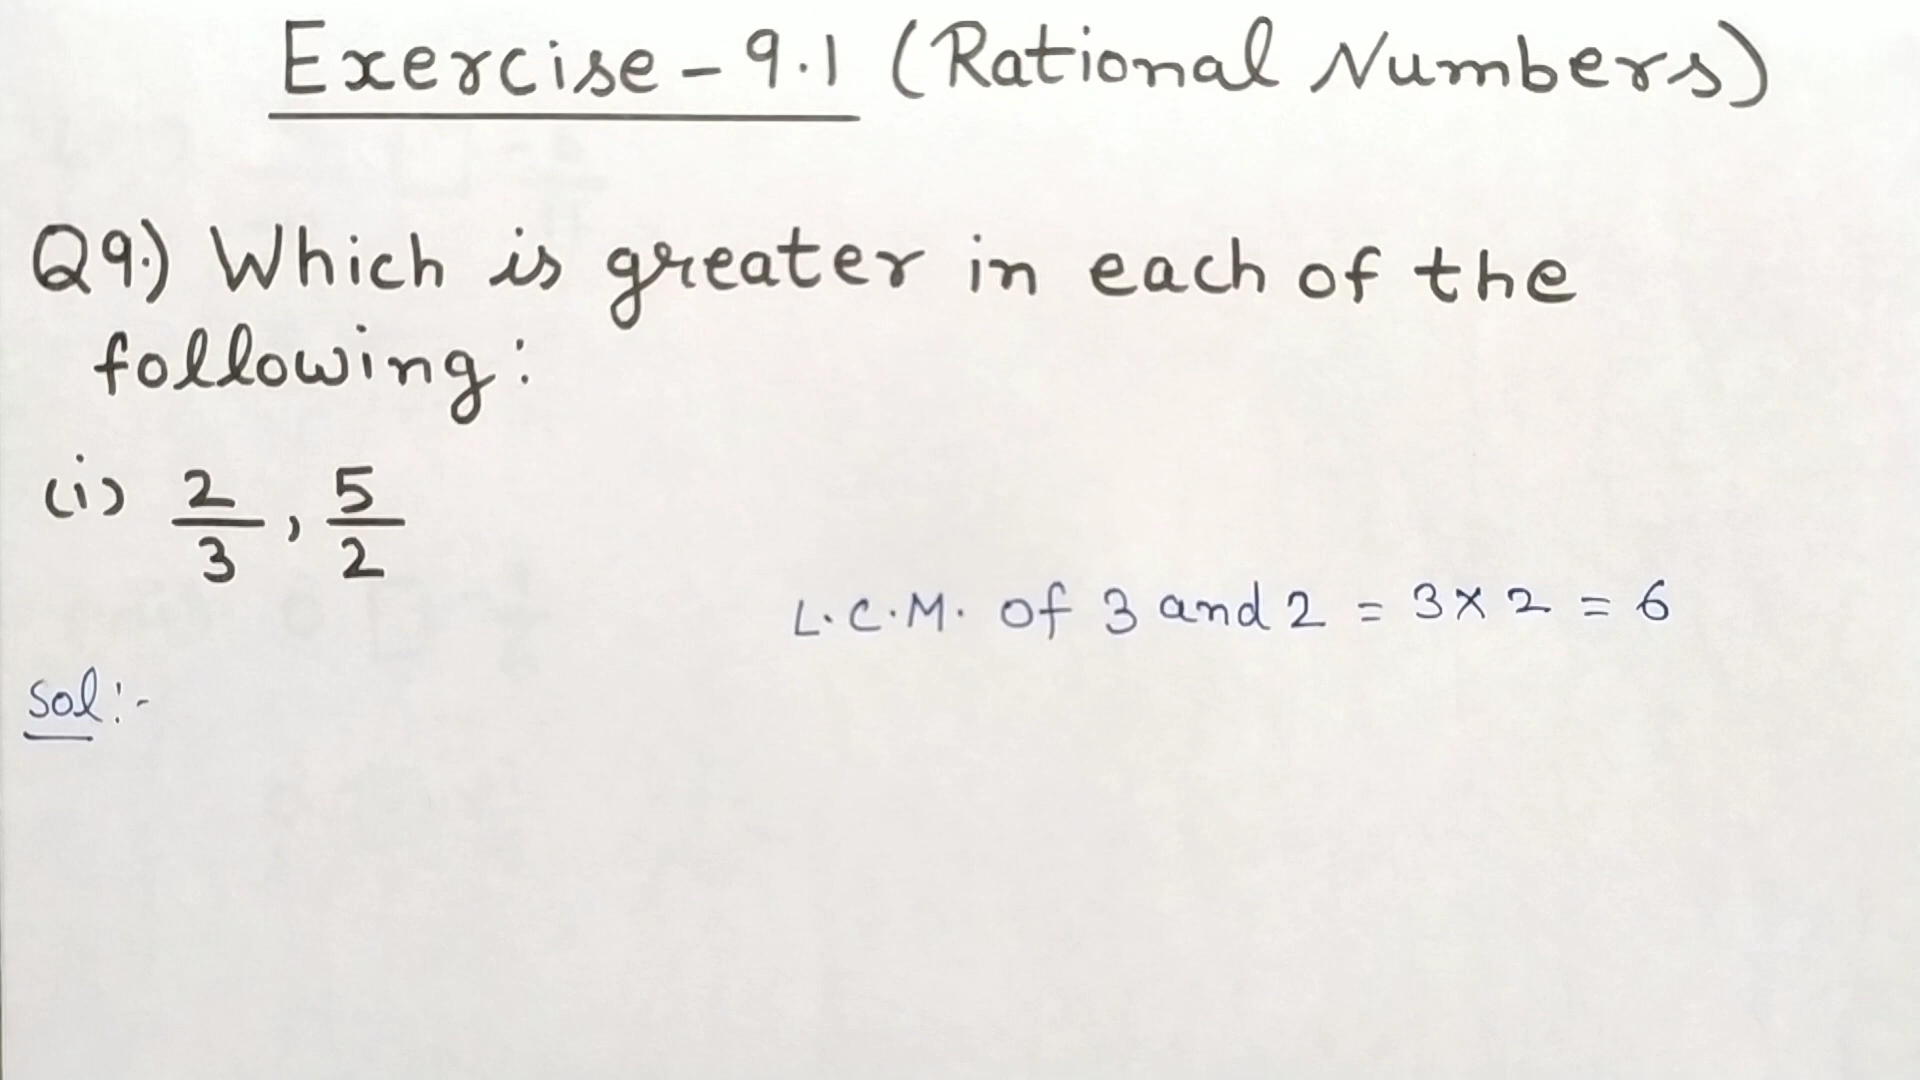 Exercise - 9.1 (Rational Numbers)
Q9.) Which is greater in each of the
following:
(i) 2/3, 5/2
L.C.M. of 3 and 2 = 3 × 2 = 6
Sol:-